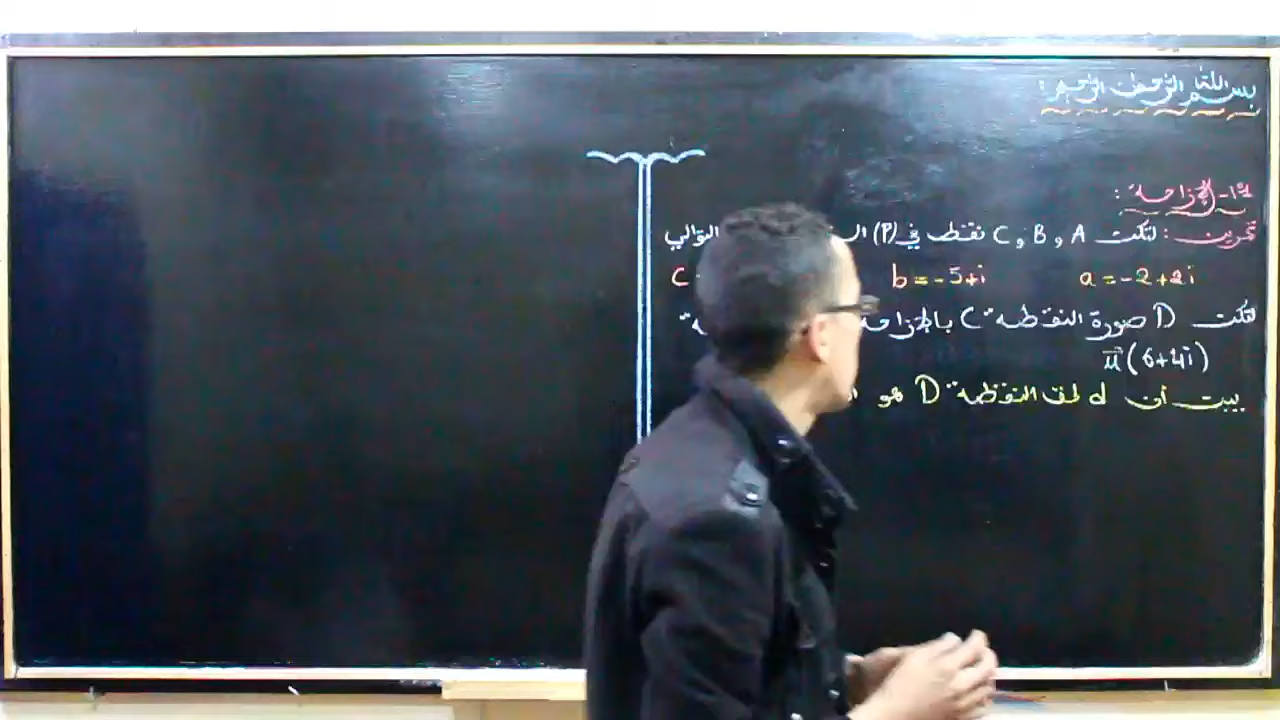 بسم الله الرحمن الرحيم:
1°- الإزاحة:
تمرين: لتكن A و B و C نقط في (P) التوالي
a = -2+2i b = -5+i C
لتكن D صورة النقطة C بالإزاحة
u⃗(6+4i)
بين أن d لحق النقطة D هو